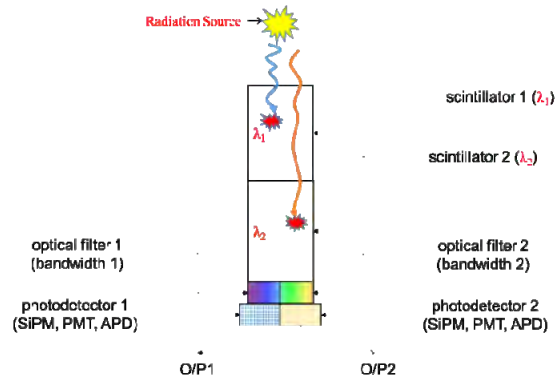 Radiation Source
scintillator 1 (λ1)
λ1
scintillator 2 (λ2)
λ2
optical filter 1
(bandwidth 1)
optical filter 2
(bandwidth 2)
photodetector 1
(SiPM, PMT, APD)
photodetector 2
(SiPM, PMT, APD)
O/P1
O/P2